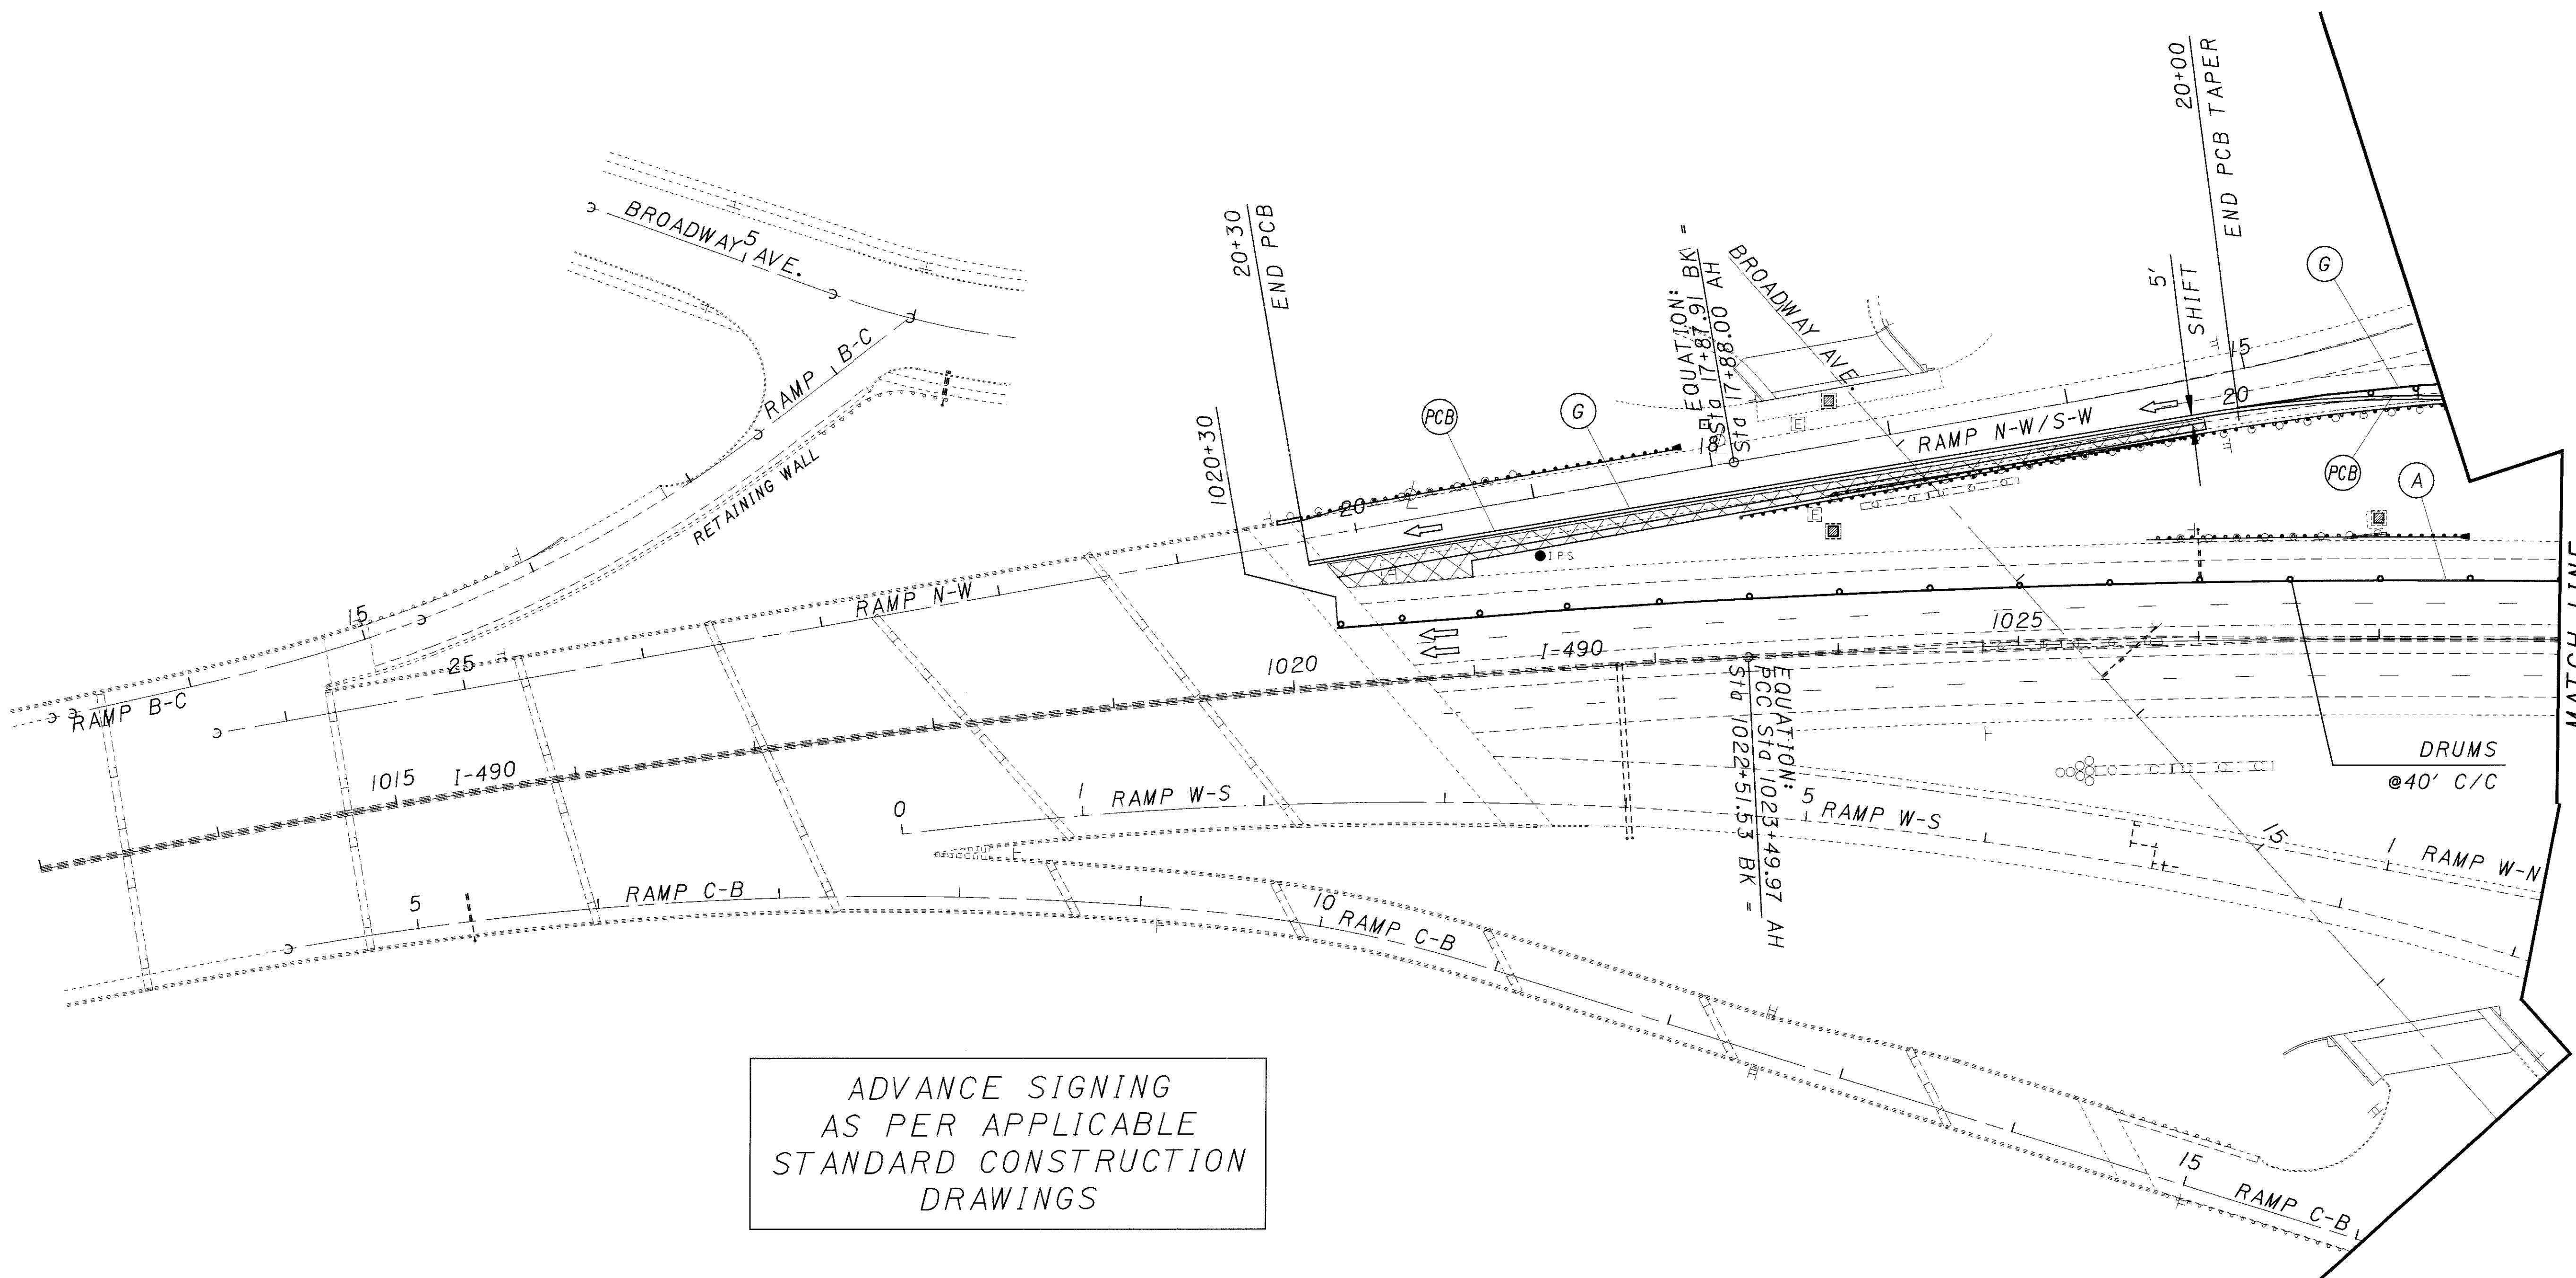 20+00
END PCB TAPER
20+30
END PCB
BROADWAY AVE.
5
EQUATION:
Sta 17+87.91 BK =
Sta 17+88.00 AH
BROADWAY AVE.
5'
SHIFT
G
15
20
RAMP B-C
1020+30
PCB
G
18
RAMP N-W/S-W
PCB
A
RETAINING WALL
20
I.P.S.
E
E
MATCH LINE
15
RAMP N-W
1025
25
1020
I-490
RAMP B-C
EQUATION:
PCC Sta 1023+49.97 AH
Sta 1022+51.53 BK =
1015
I-490
DRUMS
@40' C/C
0
1
RAMP W-S
5
RAMP W-S
15
1
RAMP W-N
5
RAMP C-B
10
RAMP C-B
15
RAMP C-B
ADVANCE SIGNING
AS PER APPLICABLE
STANDARD CONSTRUCTION
DRAWINGS